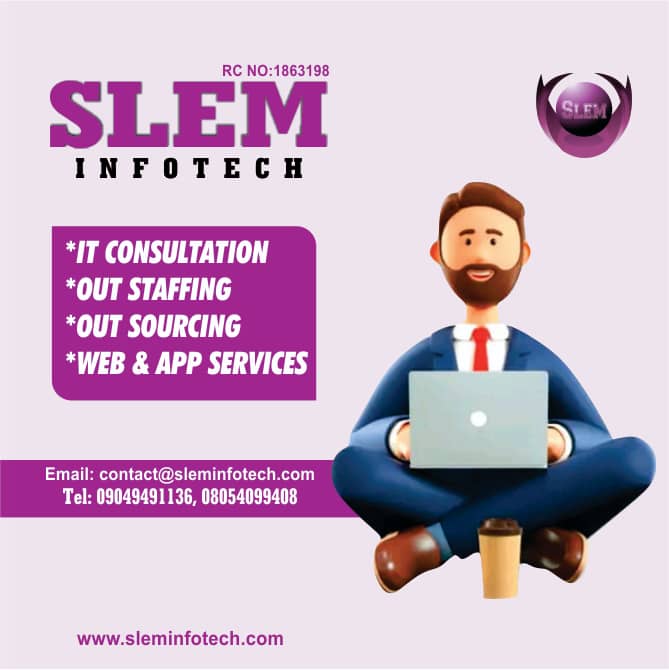 RC NO:1863198
SLEM
INFOTECH
SLEM
*IT CONSULTATION
*OUT STAFFING
*OUT SOURCING
*WEB & APP SERVICES
Email: contact@sleminfotech.com
Tel: 09049491136, 08054099408
www.sleminfotech.com